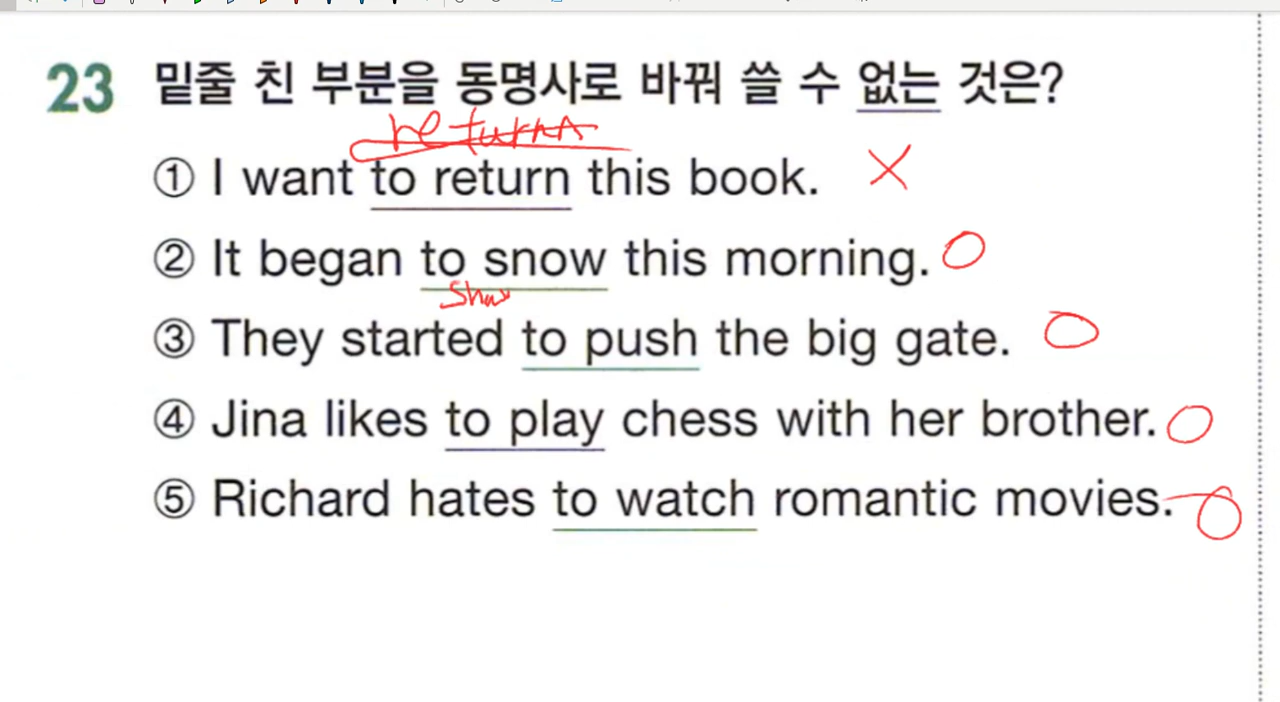 23 밑줄 친 부분을 동명사로 바꿔 쓸 수 없는 것은?
① I want to return this book.
② It began to snow this morning.
③ They started to push the big gate.
④ Jina likes to play chess with her brother.
⑤ Richard hates to watch romantic movies.